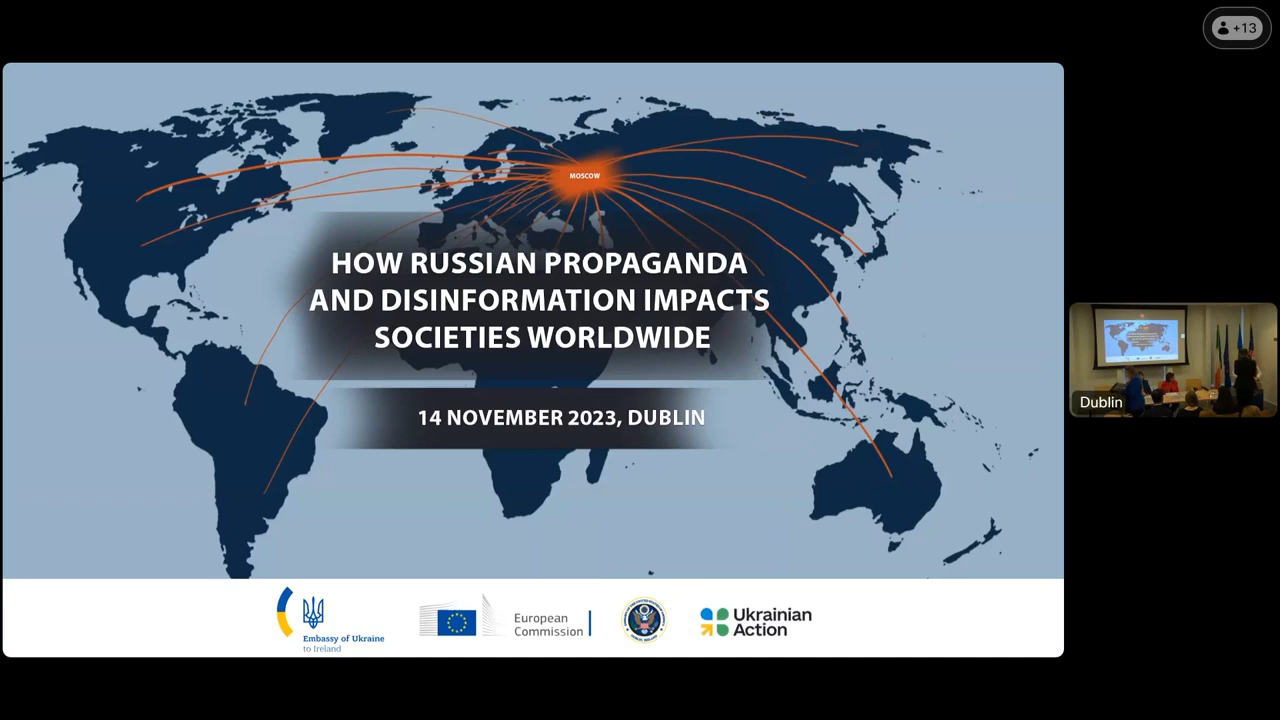 +13
MOSCOW
HOW RUSSIAN PROPAGANDA
AND DISINFORMATION IMPACTS
SOCIETIES WORLDWIDE
14 NOVEMBER 2023, DUBLIN
Dublin
Embassy of Ukraine
to Ireland
European
Commission
Ukrainian
Action